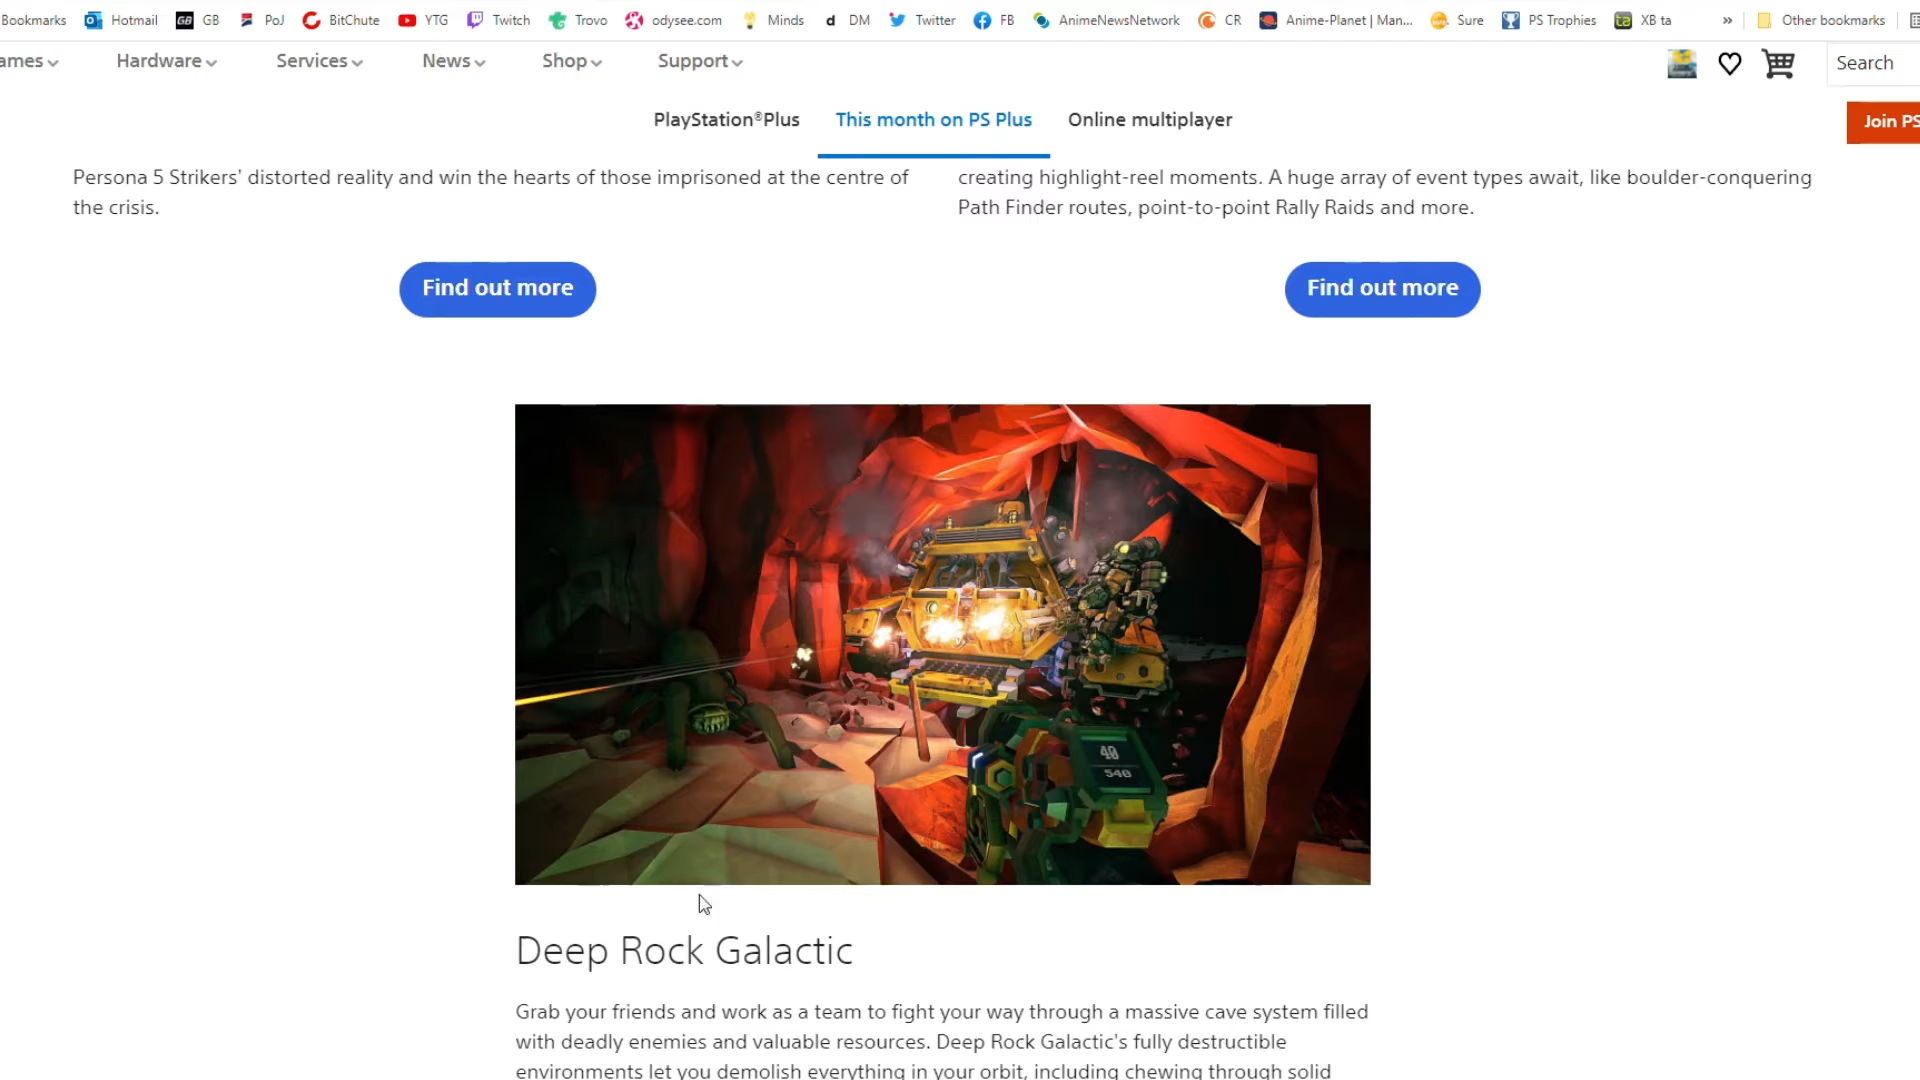 Bookmarks Hotmail GB PoJ BitChute YTG Twitch Trovo odysee.com Minds DM Twitter FB AnimeNewsNetwork CR Anime-Planet | Man... Sure PS Trophies XB ta » Other bookmarks
ames Hardware Services News Shop Support Search
PlayStation®Plus This month on PS Plus Online multiplayer Join PS
Persona 5 Strikers' distorted reality and win the hearts of those imprisoned at the centre of
the crisis.
creating highlight-reel moments. A huge array of event types await, like boulder-conquering
Path Finder routes, point-to-point Rally Raids and more.
Find out more Find out more
40
540
Deep Rock Galactic
Grab your friends and work as a team to fight your way through a massive cave system filled
with deadly enemies and valuable resources. Deep Rock Galactic's fully destructible
environments let you demolish everything in your orbit, including chewing through solid